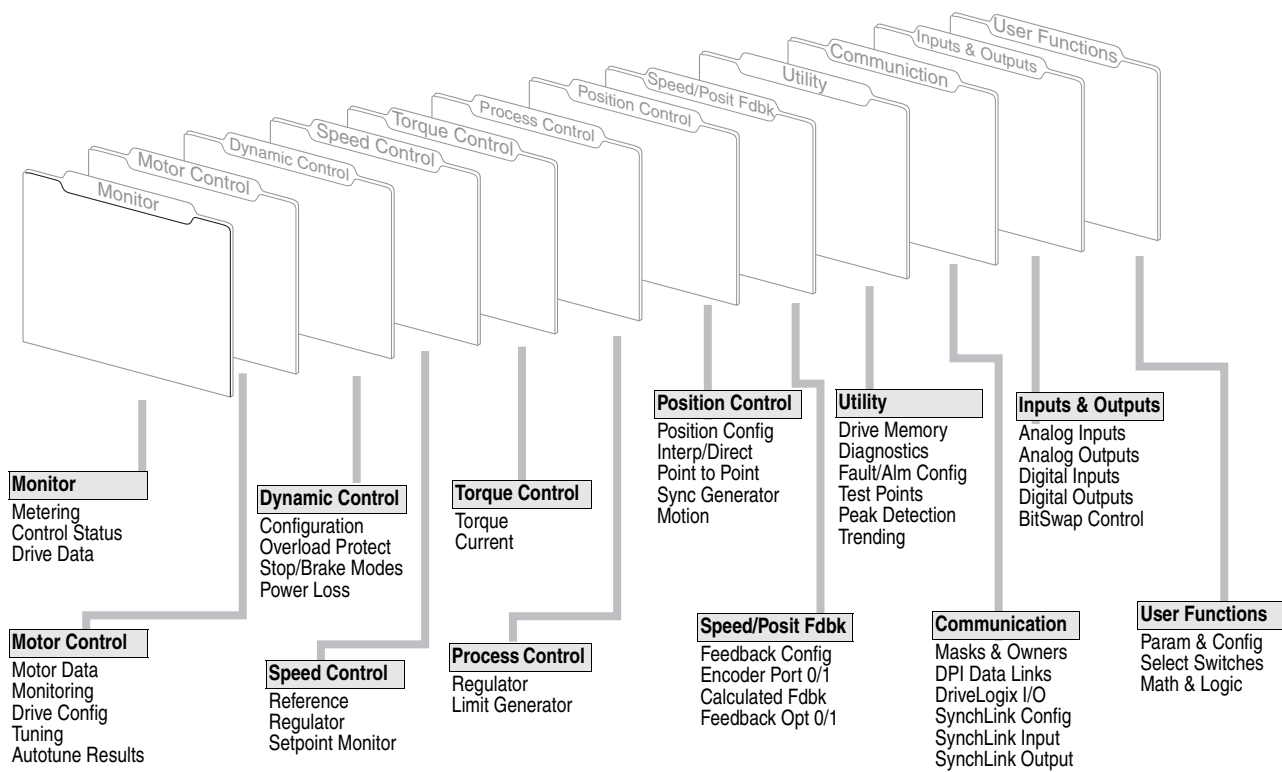 Monitor
Motor Control
Dynamic Control
Speed Control
Torque Control
Process Control
Position Control
Speed/Posit Fdbk
Utility
Communiction
Inputs & Outputs
User Functions
Monitor
Metering
Control Status
Drive Data
Motor Control
Motor Data
Monitoring
Drive Config
Tuning
Autotune Results
Dynamic Control
Configuration
Overload Protect
Stop/Brake Modes
Power Loss
Speed Control
Reference
Regulator
Setpoint Monitor
Torque Control
Torque
Current
Process Control
Regulator
Limit Generator
Position Control
Position Config
Interp/Direct
Point to Point
Sync Generator
Motion
Speed/Posit Fdbk
Feedback Config
Encoder Port 0/1
Calculated Fdbk
Feedback Opt 0/1
Utility
Drive Memory
Diagnostics
Fault/Alm Config
Test Points
Peak Detection
Trending
Communication
Masks & Owners
DPI Data Links
DriveLogix I/O
SynchLink Config
SynchLink Input
SynchLink Output
Inputs & Outputs
Analog Inputs
Analog Outputs
Digital Inputs
Digital Outputs
BitSwap Control
User Functions
Param & Config
Select Switches
Math & Logic